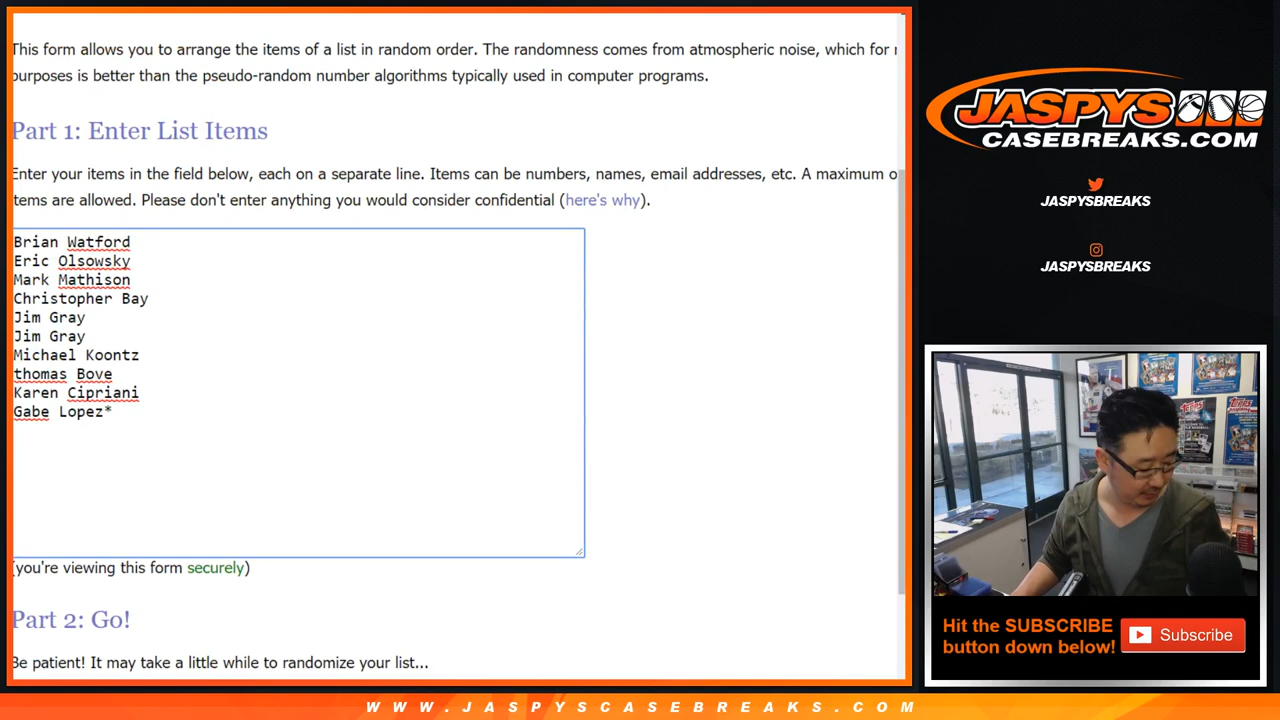 This form allows you to arrange the items of a list in random order. The randomness comes from atmospheric noise, which for
purposes is better than the pseudo-random number algorithms typically used in computer programs.
Part 1: Enter List Items
Enter your items in the field below, each on a separate line. Items can be numbers, names, email addresses, etc. A maximum
items are allowed. Please don't enter anything you would consider confidential (here's why).
Brian Watford
Eric Olsowsky
Mark Mathison
Christopher Bay
Jim Gray
Jim Gray
Michael Koontz
thomas Bove
Karen Cipriani
Gabe Lopez*
(you're viewing this form securely)
Part 2: Go!
Be patient! It may take a little while to randomize your list...
JASPYS
CASEBREAKS.COM
JASPYSBREAKS
JASPYSBREAKS
Topps
Topps
Hit the SUBSCRIBE
button down below!
Subscribe
WWW.JASPYSCASEBREAKS.COM